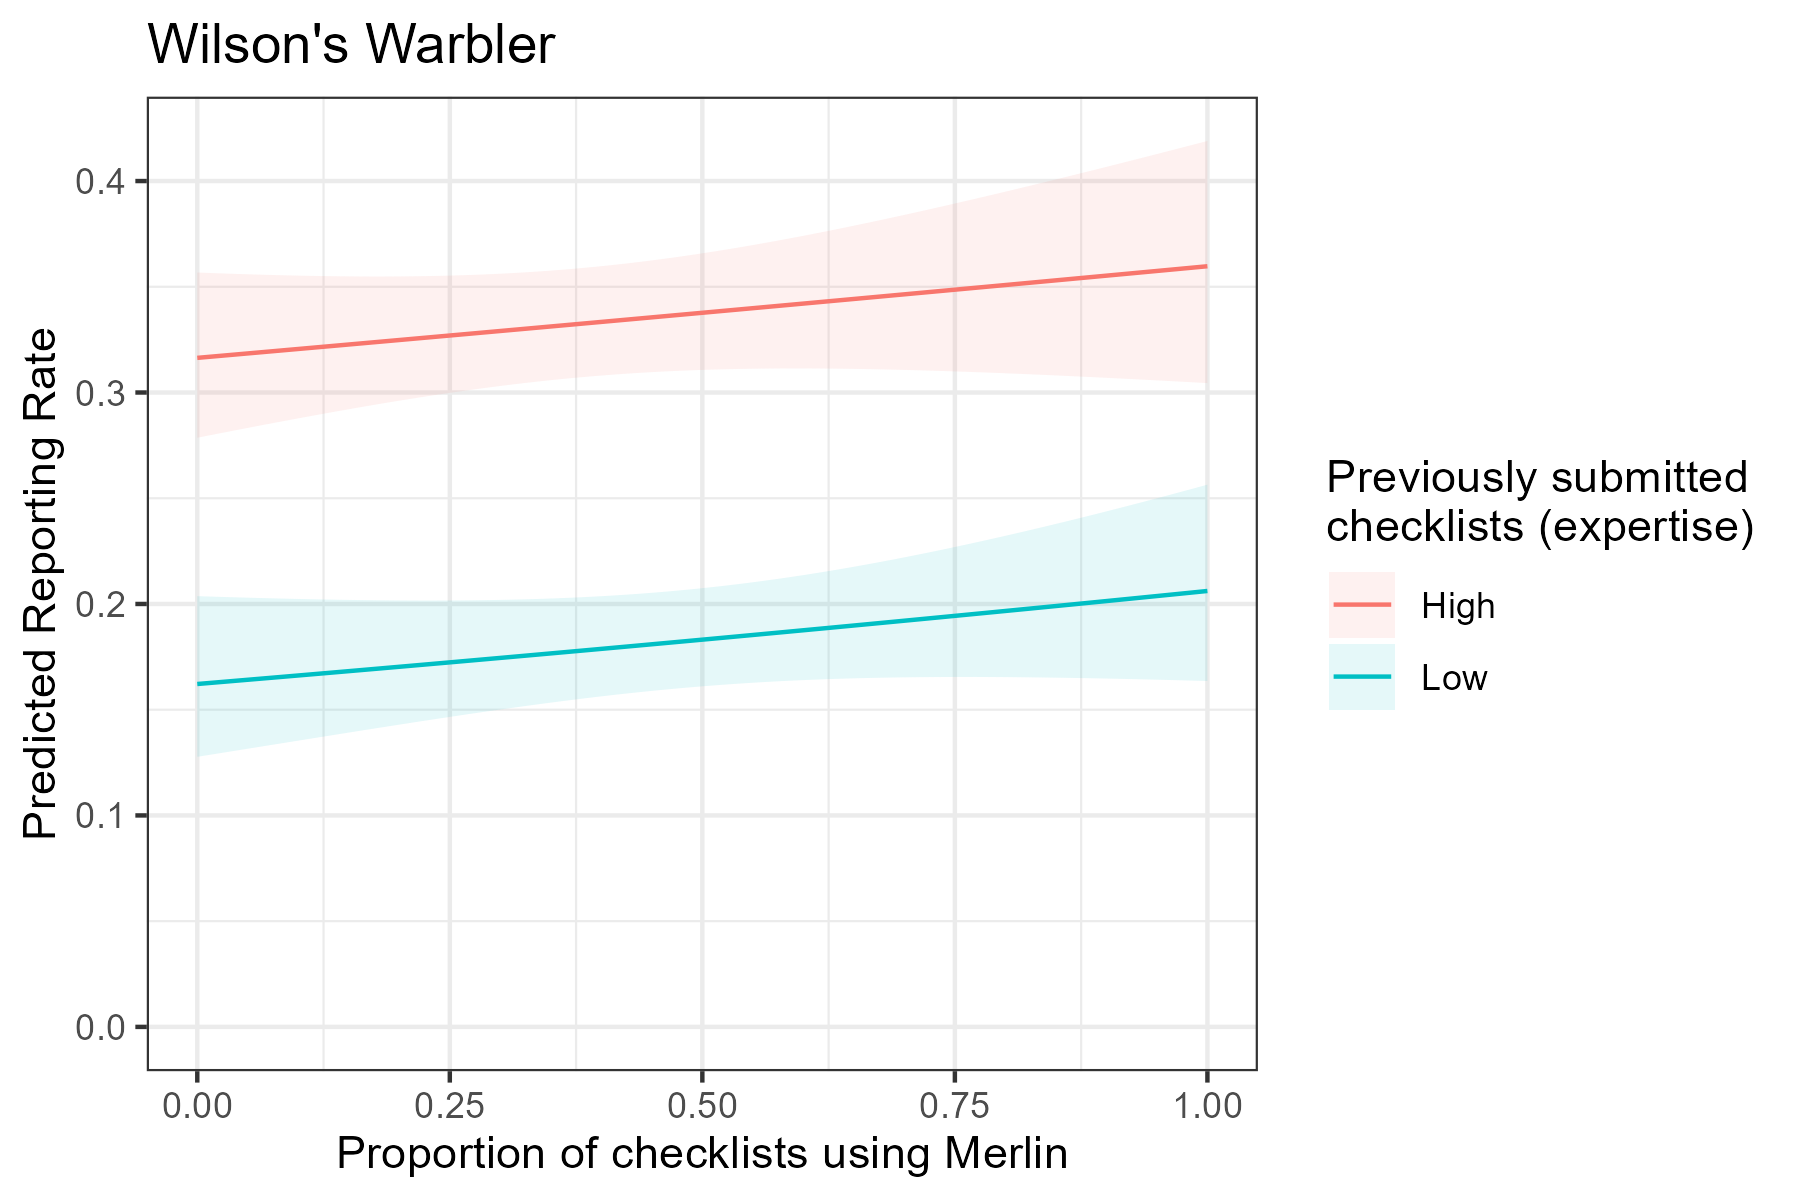 Wilson's Warbler
Predicted Reporting Rate
0.4
0.3
0.2
0.1
0.0
0.00 0.25 0.50 0.75 1.00
Proportion of checklists using Merlin
Previously submitted
checklists (expertise)
High
Low